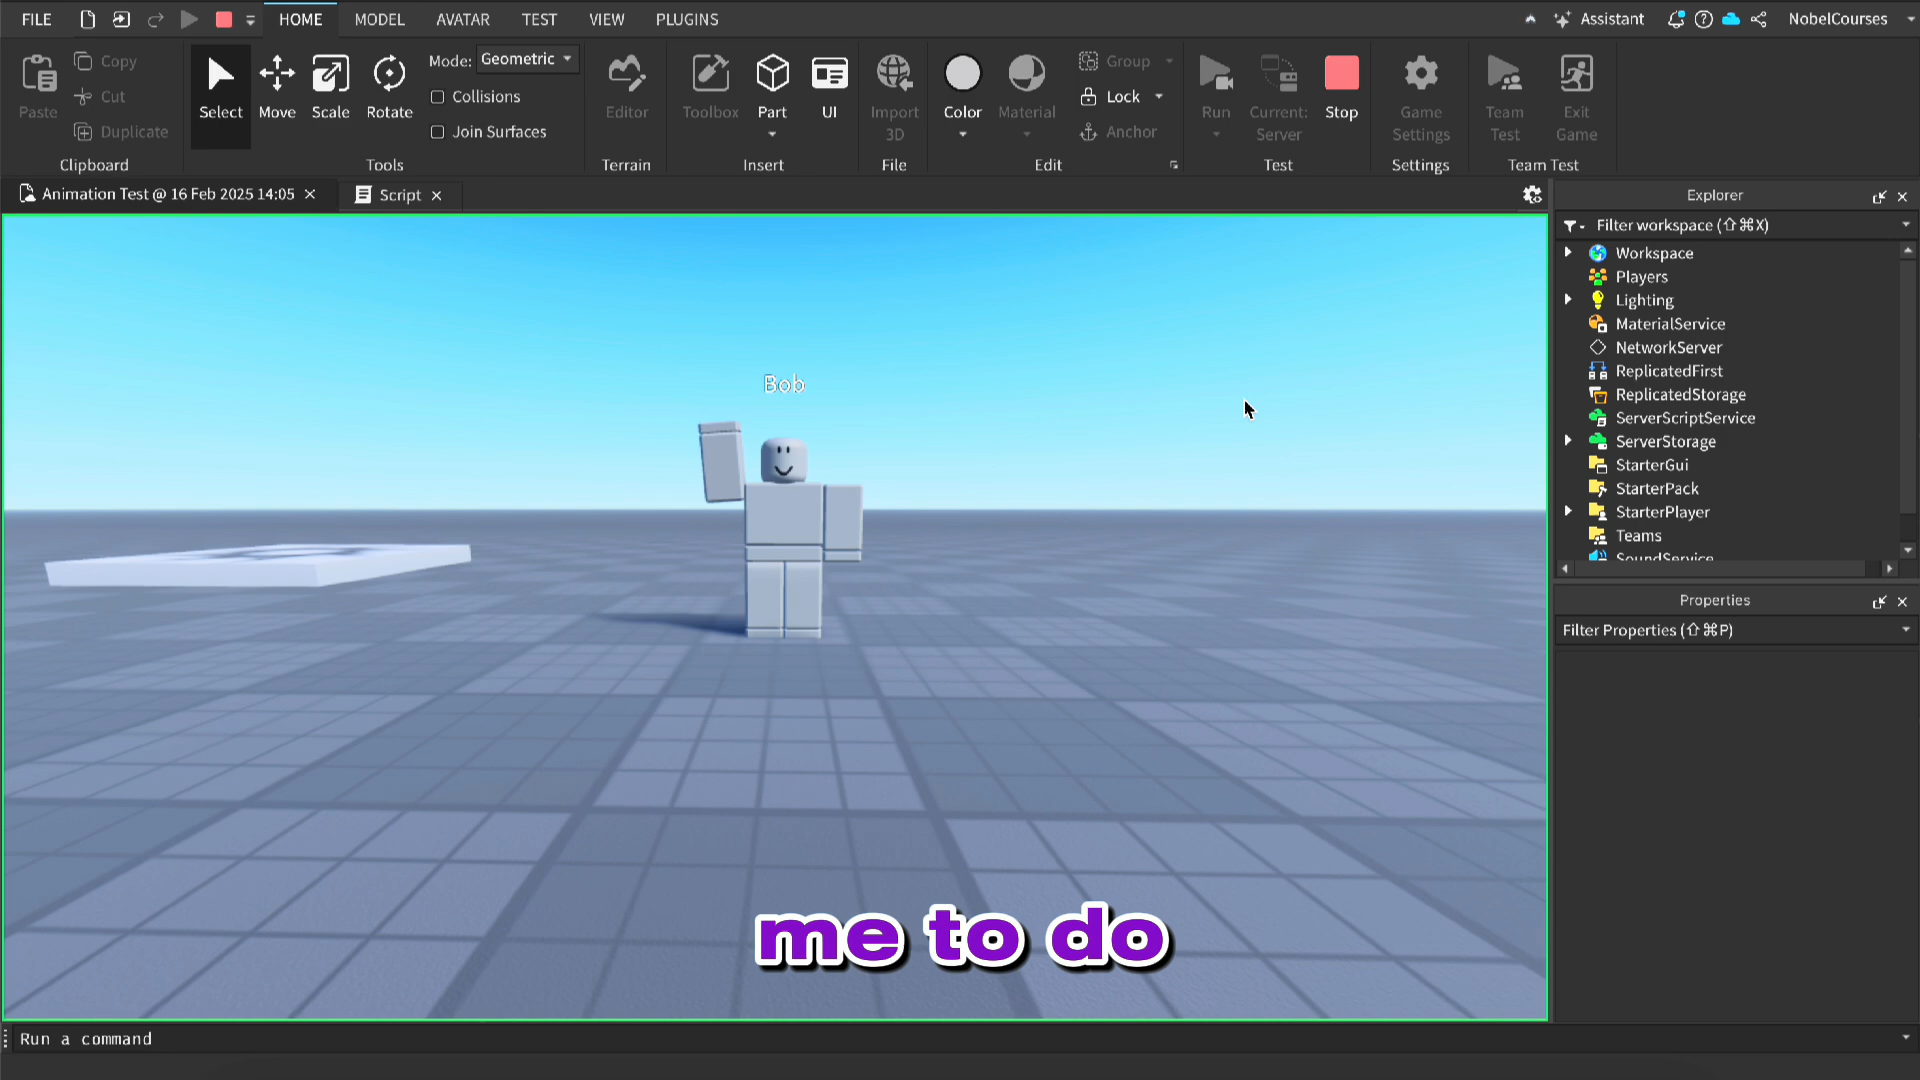 FILE HOME MODEL AVATAR TEST VIEW PLUGINS Assistant NobelCourses
Paste
Copy
Cut
Duplicate
Clipboard
Select Move Scale Rotate
Mode: Geometric
Collisions
Join Surfaces
Tools
Editor
Terrain
Toolbox Part UI
Insert
Import
3D
File
Color Material
Group
Lock
Anchor
Edit
Run
Current:
Server
Stop
Test
Game
Settings
Settings
Team
Test
Exit
Game
Team Test
Animation Test @ 16 Feb 2025 14:05 Script
Explorer
Filter workspace (⇧⌘X)
Workspace
Players
Lighting
MaterialService
NetworkServer
ReplicatedFirst
ReplicatedStorage
ServerScriptService
ServerStorage
StarterGui
StarterPack
StarterPlayer
Teams
SoundService
Properties
Filter Properties (⇧⌘P)
Bob
me to do
Run a command